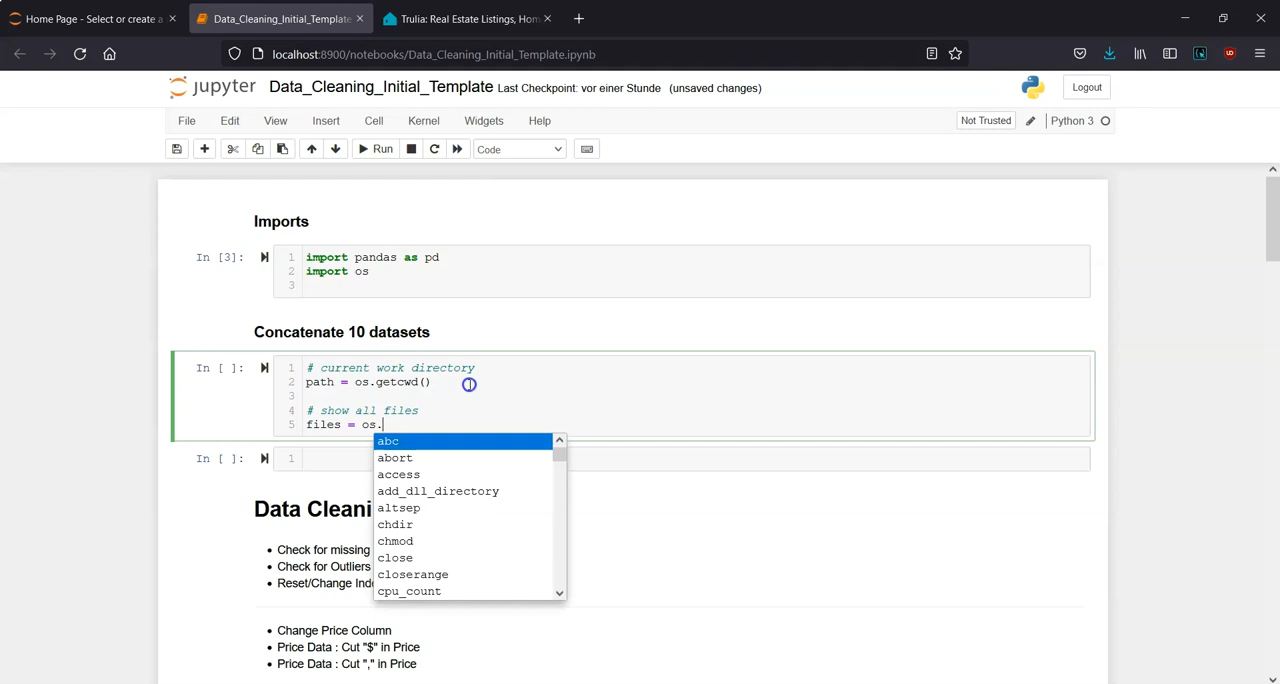 Home Page - Select or create a
Data_Cleaning_Initial_Template
Trulia: Real Estate Listings, Hom
localhost:8900/notebooks/Data_Cleaning_Initial_Template.ipynb
jupyter Data_Cleaning_Initial_Template Last Checkpoint: vor einer Stunde (unsaved changes)
Logout
File Edit View Insert Cell Kernel Widgets Help
Not Trusted Python 3
Run Code
Imports
In [3]: 1 import pandas as pd
2 import os
3
Concatenate 10 datasets
In [ ]: 1 # current work directory
2 path = os.getcwd()
3
4 # show all files
5 files = os.
abc
abort
access
add_dll_directory
altsep
chdir
chmod
close
closerange
cpu_count
In [ ]: 1
Data Cleani
• Check for missing
• Check for Outliers
• Reset/Change Inde
• Change Price Column
• Price Data : Cut "$" in Price
• Price Data : Cut "," in Price